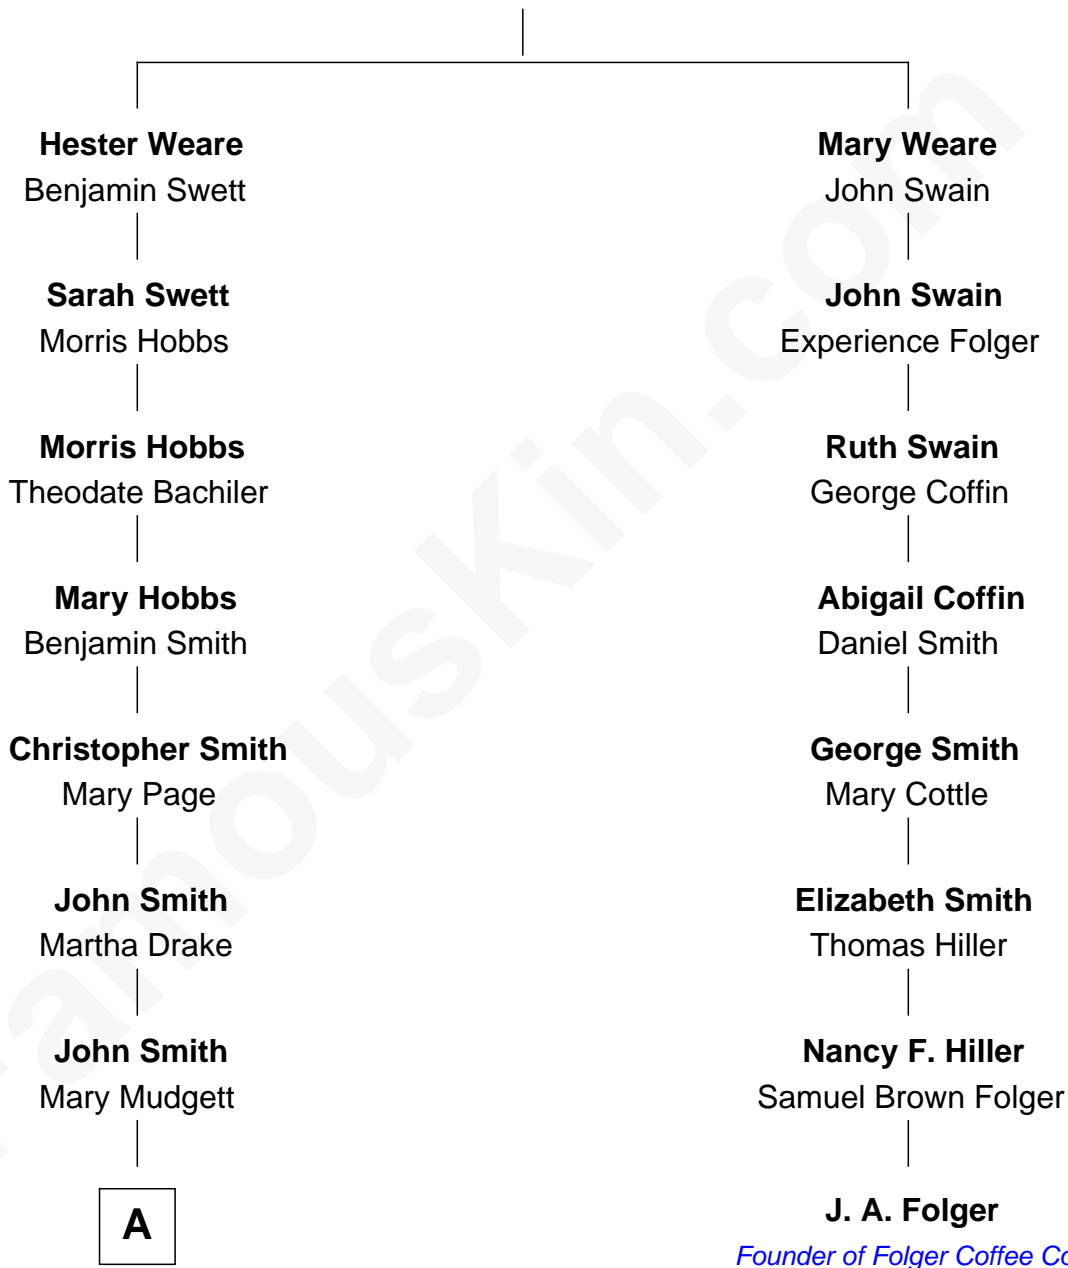 Hester Weare
Benjamin Swett
Sarah Swett
Morris Hobbs
Morris Hobbs
Theodate Bachiler
Mary Hobbs
Benjamin Smith
Christopher Smith
Mary Page
John Smith
Martha Drake
John Smith
Mary Mudgett
A
Mary Weare
John Swain
John Swain
Experience Folger
Ruth Swain
George Coffin
Abigail Coffin
Daniel Smith
George Smith
Mary Cottle
Elizabeth Smith
Thomas Hiller
Nancy F. Hiller
Samuel Brown Folger
J. A. Folger
Founder of Folger Coffee Co
FamousKin.com